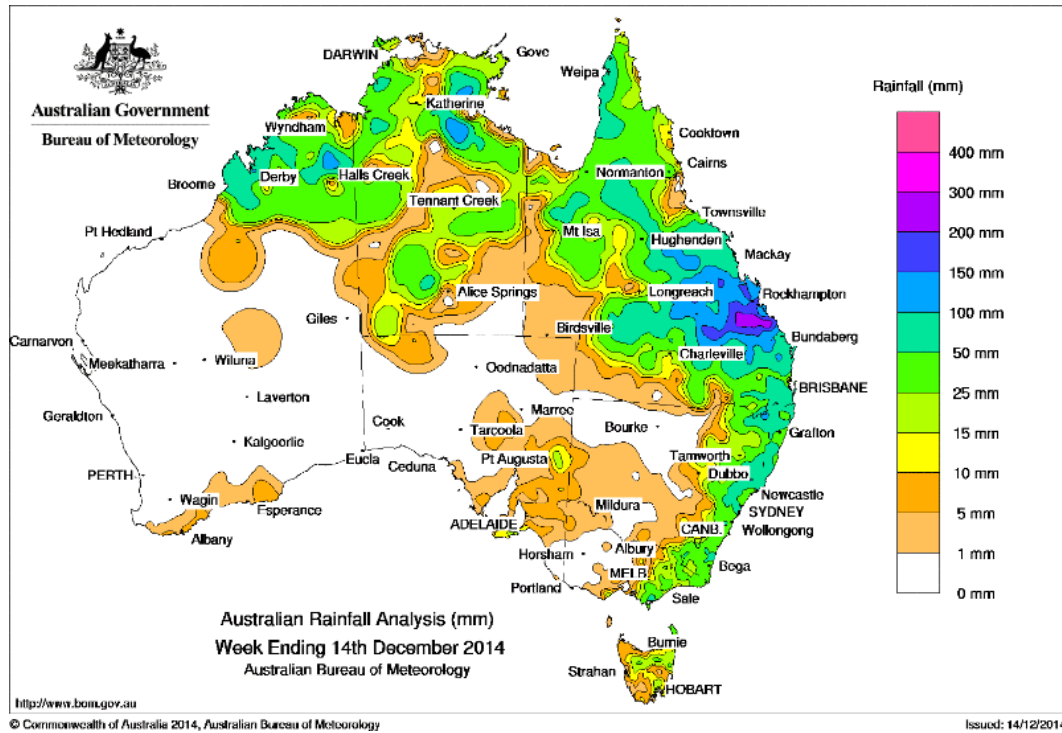 Australian Government
Bureau of Meteorology
DARWIN
Gove
Weipa
Katherine
Wyndham
Cooktown
Cairns
Derby
Halls Creek
Broome
Normanton
Tennant Creek
Townsville
Pt Hedland
Mt Isa
Hughenden
Mackay
Alice Springs
Longreach
Rockhampton
Giles
Birdsville
Bundaberg
Carnarvon
Meekatharra
Wiluna
Charleville
Oodnadatta
BRISBANE
Laverton
Marree
Geraldton
Cook
Tarcoola
Bourke
Grafton
Kalgoorlie
Eucla
Ceduna
Pt Augusta
Tamworth
PERTH
Dubbo
Wagin
Esperance
Mildura
Newcastle
SYDNEY
ADELAIDE
CANB.
Wollongong
Albany
Horsham
Albury
MELB.
Bega
Portland
Sale
Burnie
Strahan
HOBART
Rainfall (mm)
400 mm
300 mm
200 mm
150 mm
100 mm
50 mm
25 mm
15 mm
10 mm
5 mm
1 mm
0 mm
Australian Rainfall Analysis (mm)
Week Ending 14th December 2014
Australian Bureau of Meteorology
http://www.bom.gov.au
© Commonwealth of Australia 2014, Australian Bureau of Meteorology
Issued: 14/12/2014